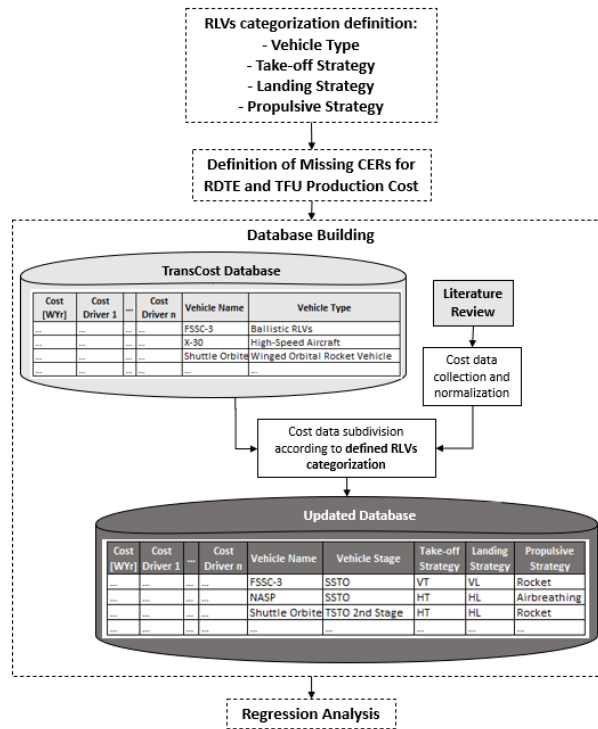 RLVs categorization definition:
- Vehicle Type
- Take-off Strategy
- Landing Strategy
- Propulsive Strategy
Definition of Missing CERs for
RDTE and TFU Production Cost
Database Building
TransCost Database
Cost [WYr] Cost Driver 1 ... Cost Driver n Vehicle Name Vehicle Type
... ... ... ... FSSC-3 Ballistic RLVs
... ... ... ... X-30 High-Speed Aircraft
... ... ... ... Shuttle Orbite Winged Orbital Rocket Vehicle
... ... ... ... ... ...
Literature
Review
Cost data
collection and
normalization
Cost data subdivision
according to defined RLVs
categorization
Updated Database
Cost [WYr] Cost Driver 1 ... Cost Driver n Vehicle Name Vehicle Stage Take-off Strategy Landing Strategy Propulsive Strategy
... ... ... ... FSSC-3 SSTO VT VL Rocket
... ... ... ... NASP SSTO HT HL Airbreathing
... ... ... ... Shuttle Orbite TSTO 2nd Stage HT HL Rocket
... ... ... ... ... ... ... ... ...
Regression Analysis